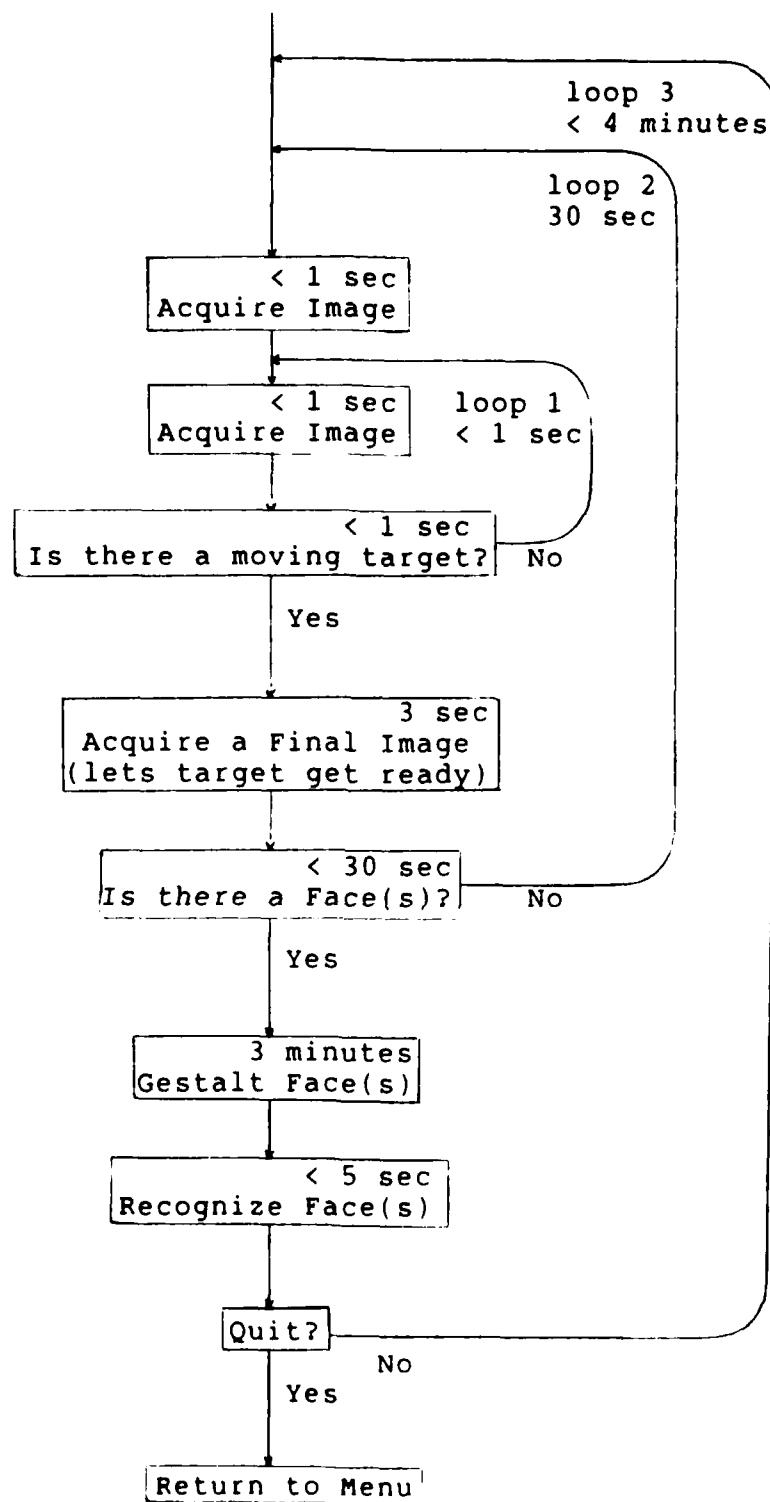 loop 3
< 4 minutes
loop 2
30 sec
< 1 sec
Acquire Image
< 1 sec
Acquire Image
loop 1
< 1 sec
< 1 sec
Is there a moving target?
No
Yes
3 sec
Acquire a Final Image
(lets target get ready)
< 30 sec
Is there a Face(s)?
No
Yes
3 minutes
Gestalt Face(s)
< 5 sec
Recognize Face(s)
Quit?
No
Yes
Return to Menu